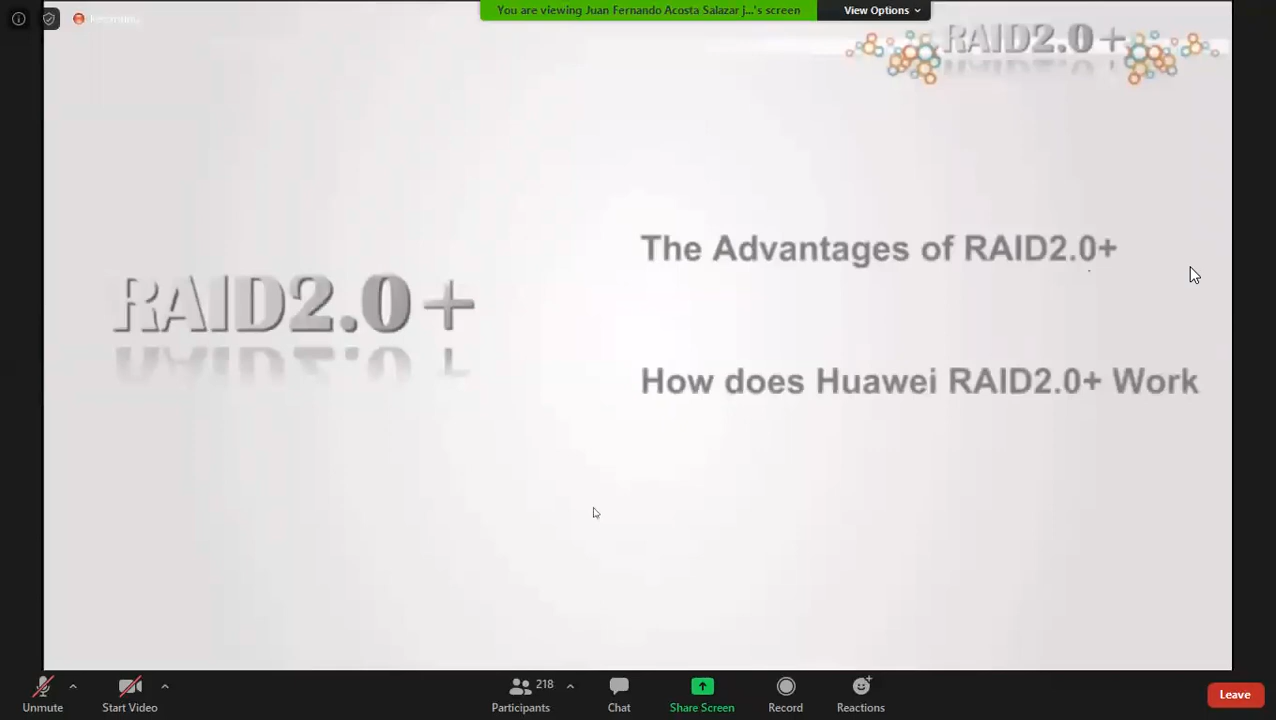 You are viewing Juan Fernando Acosta Salazar j...'s screen
View Options
RAID2.0+
The Advantages of RAID2.0+
RAID2.0+
How does Huawei RAID2.0+ Work
218
Unmute
Start Video
Participants
Chat
Share Screen
Record
Reactions
Leave